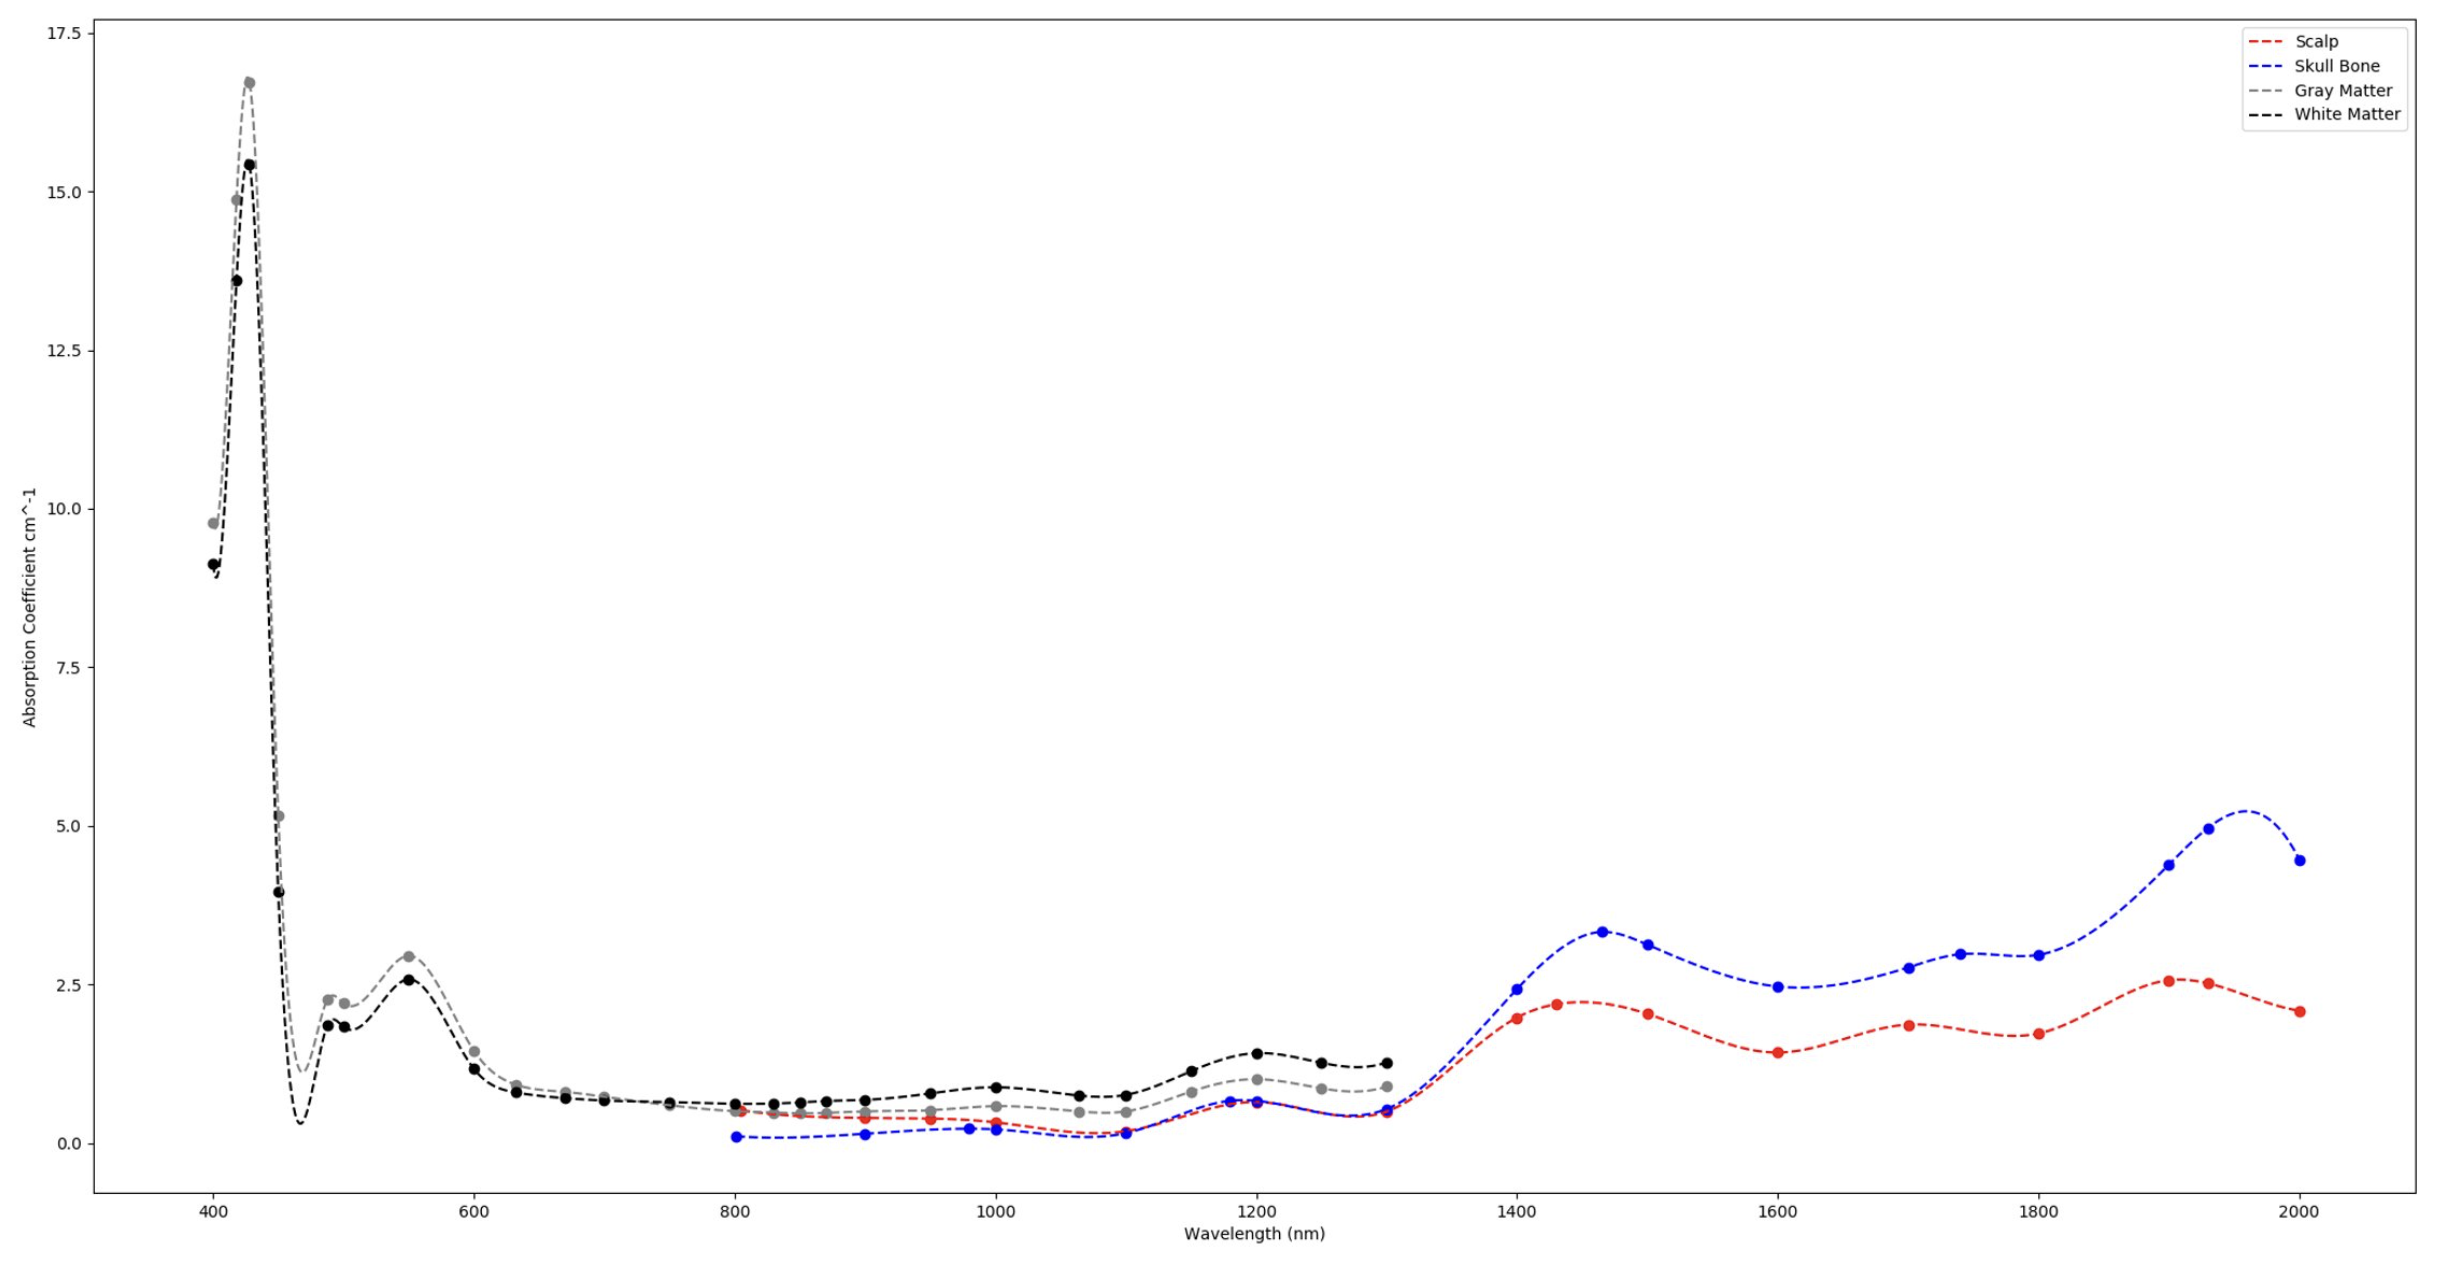 17.5
15.0
12.5
10.0
7.5
5.0
2.5
0.0
Absorption Coefficient cm^-1
Scalp
Skull Bone
Gray Matter
White Matter
400 600 800 1000 1200 1400 1600 1800 2000
Wavelength (nm)